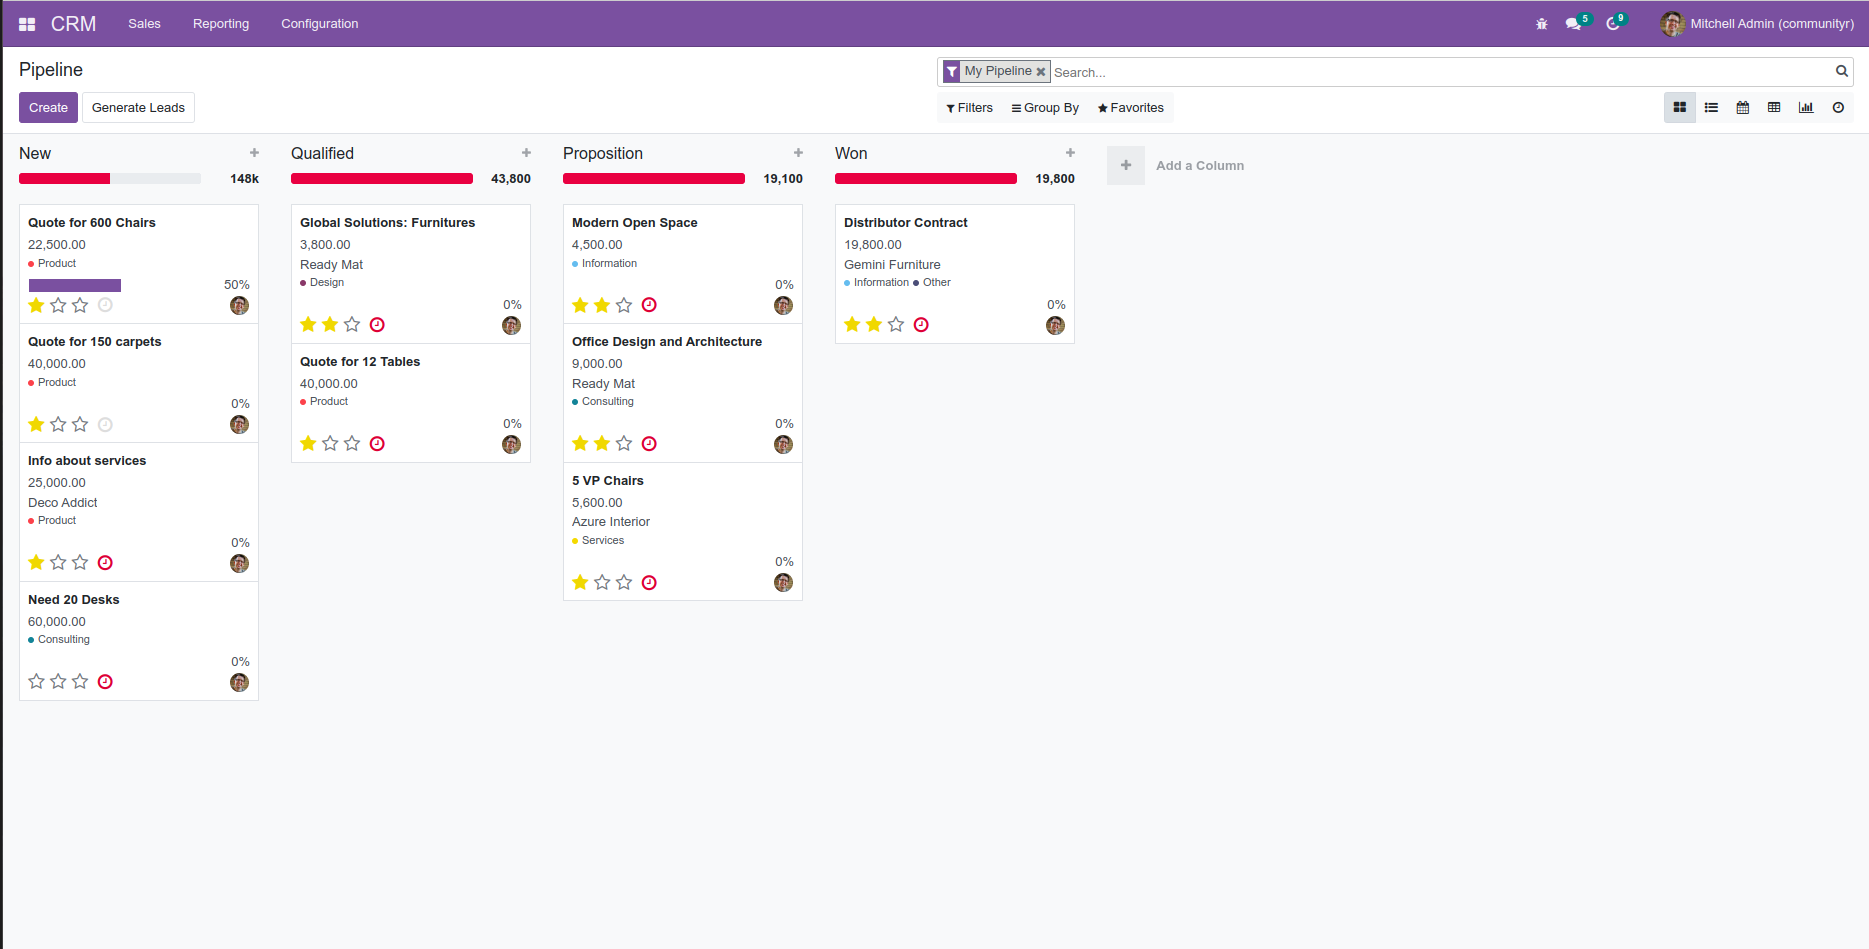 CRM Sales Reporting Configuration 5 9 Mitchell Admin (communityr)
Pipeline
My Pipeline Search...
Create Generate Leads
Filters Group By Favorites
New
148k
Quote for 600 Chairs
22,500.00
Product
50%
Quote for 150 carpets
40,000.00
Product
0%
Info about services
25,000.00
Deco Addict
Product
0%
Need 20 Desks
60,000.00
Consulting
0%
Qualified
43,800
Global Solutions: Furnitures
3,800.00
Ready Mat
Design
0%
Quote for 12 Tables
40,000.00
Product
0%
Proposition
19,100
Modern Open Space
4,500.00
Information
0%
Office Design and Architecture
9,000.00
Ready Mat
Consulting
0%
5 VP Chairs
5,600.00
Azure Interior
Services
0%
Won
19,800
Distributor Contract
19,800.00
Gemini Furniture
Information Other
0%
Add a Column